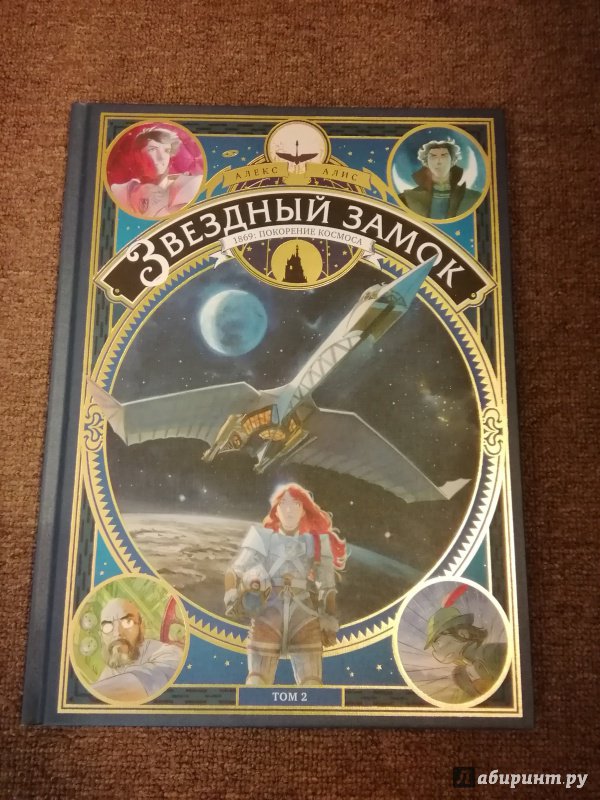 АЛЕКС АЛИС
ЗВЕЗДНЫЙ ЗАМОК
1869: ПОКОРЕНИЕ КОСМОСА
ТОМ 2
лабиринт.ру